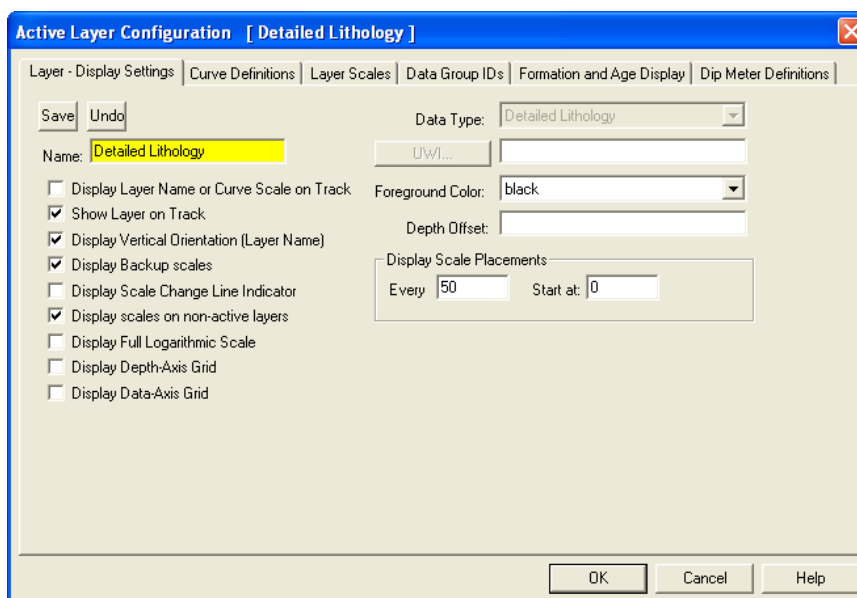 Active Layer Configuration [ Detailed Lithology ]
Layer - Display Settings Curve Definitions Layer Scales Data Group IDs Formation and Age Display Dip Meter Definitions
Save Undo
Name: Detailed Lithology
Display Layer Name or Curve Scale on Track
Show Layer on Track
Display Vertical Orientation (Layer Name)
Display Backup scales
Display Scale Change Line Indicator
Display scales on non-active layers
Display Full Logarithmic Scale
Display Depth-Axis Grid
Display Data-Axis Grid
Data Type: Detailed Lithology
UWI...
Foreground Color: black
Depth Offset:
Display Scale Placements
Every 50 Start at: 0
OK Cancel Help